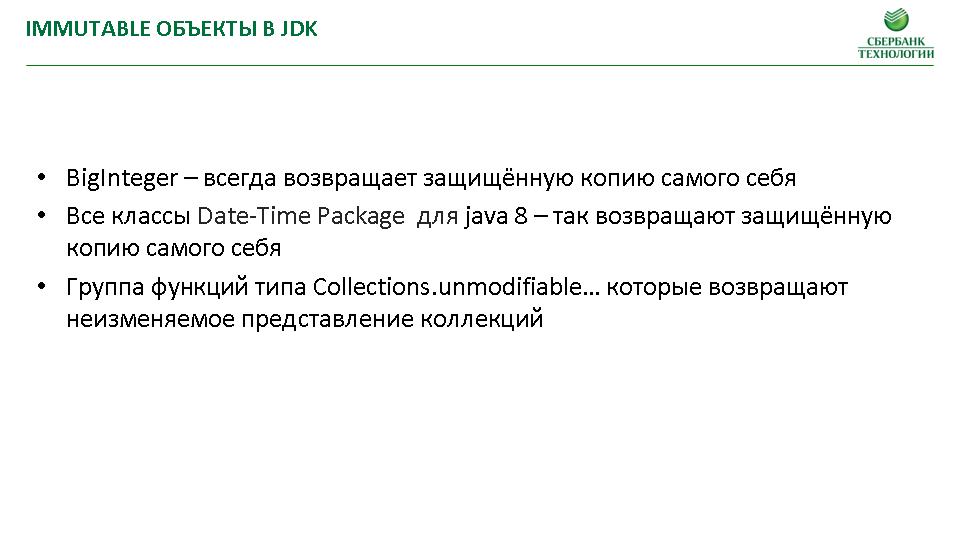 IMMUTABLE ОБЪЕКТЫ В JDK
СБЕРБАНК
ТЕХНОЛОГИИ
• BigInteger – всегда возвращает защищённую копию самого себя
• Все классы Date-Time Package для java 8 – так возвращают защищённую
копию самого себя
• Группа функций типа Collections.unmodifiable… которые возвращают
неизменяемое представление коллекций